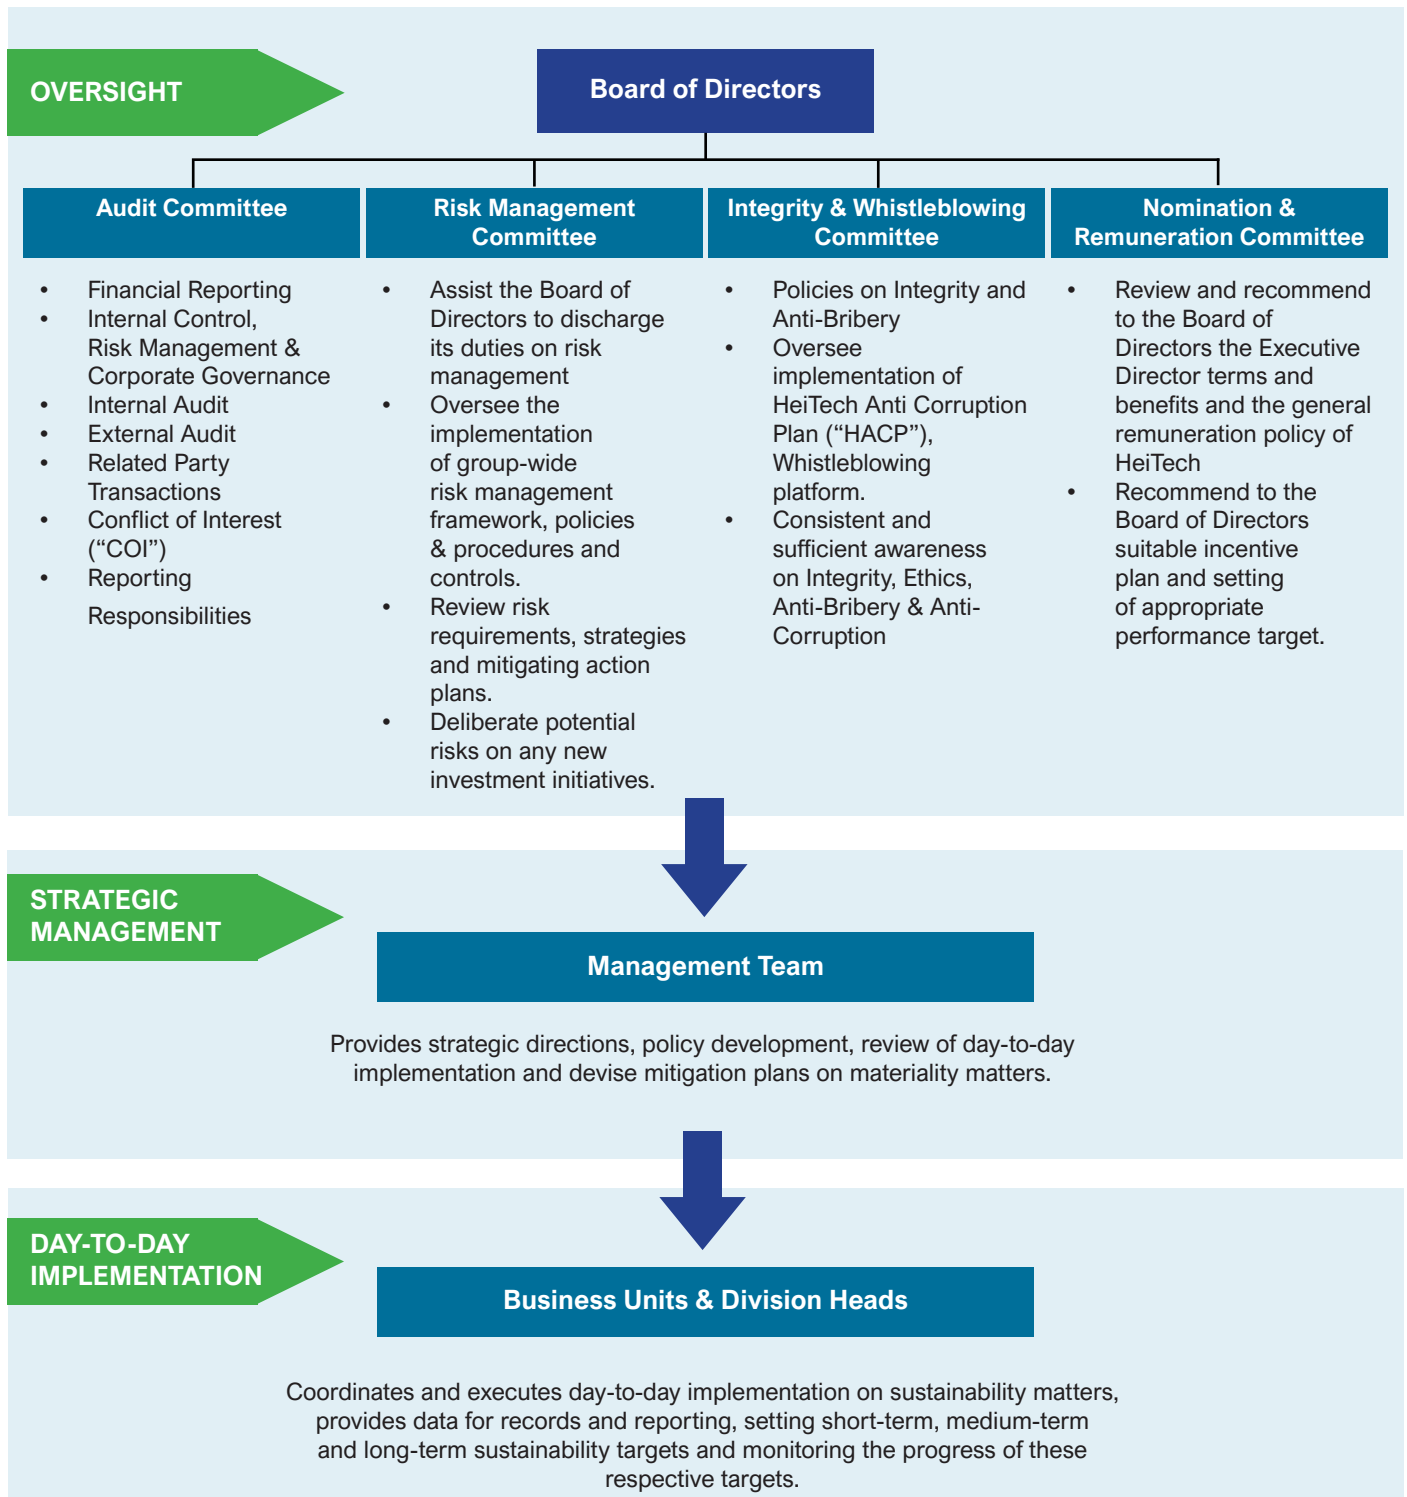 OVERSIGHT
Board of Directors
Audit Committee
• Financial Reporting
• Internal Control,
Risk Management &
Corporate Governance
• Internal Audit
• External Audit
• Related Party
Transactions
• Conflict of Interest
(“COI”)
• Reporting
Responsibilities
Risk Management
Committee
• Assist the Board of
Directors to discharge
its duties on risk
management
• Oversee the
implementation
of group-wide
risk management
framework, policies
& procedures and
controls.
• Review risk
requirements, strategies
and mitigating action
plans.
• Deliberate potential
risks on any new
investment initiatives.
Integrity & Whistleblowing
Committee
• Policies on Integrity and
Anti-Bribery
• Oversee
implementation of
HeiTech Anti Corruption
Plan (“HACP”),
Whistleblowing
platform.
• Consistent and
sufficient awareness
on Integrity, Ethics,
Anti-Bribery & Anti-
Corruption
Nomination &
Remuneration Committee
• Review and recommend
to the Board of
Directors the Executive
Director terms and
benefits and the general
remuneration policy of
HeiTech
• Recommend to the
Board of Directors
suitable incentive
plan and setting
of appropriate
performance target.
STRATEGIC
MANAGEMENT
Management Team
Provides strategic directions, policy development, review of day-to-day
implementation and devise mitigation plans on materiality matters.
DAY-TO-DAY
IMPLEMENTATION
Business Units & Division Heads
Coordinates and executes day-to-day implementation on sustainability matters,
provides data for records and reporting, setting short-term, medium-term
and long-term sustainability targets and monitoring the progress of these
respective targets.